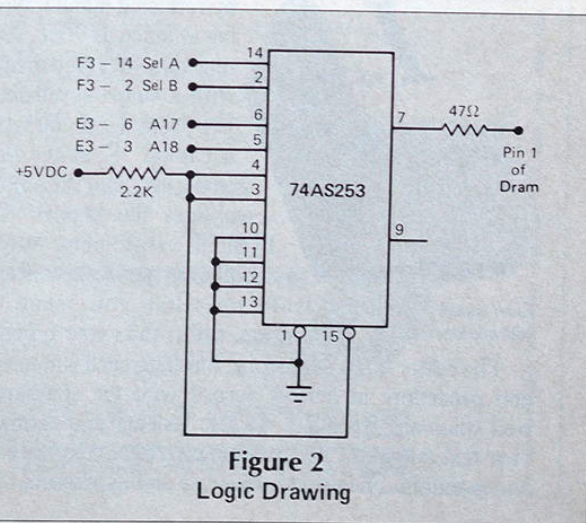 F3 – 14 Sel A
14
F3 – 2 Sel B
2
E3 – 6 A17
6
E3 – 3 A18
5
+5VDC
2.2K
4
3
74AS253
7
47Ω
Pin 1
of
Dram
9
10
11
12
13
1
15
Figure 2
Logic Drawing